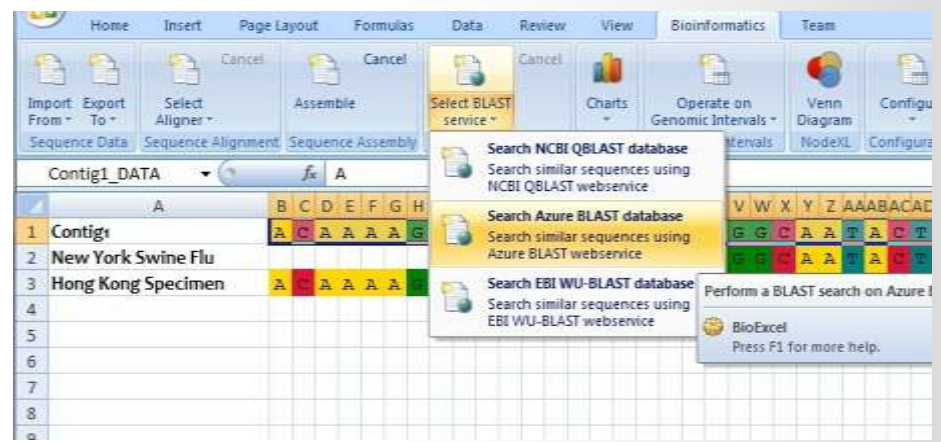 Home Insert Page Layout Formulas Data Review View Bioinformatics Team
Cancel Cancel Cancel
Import Export Select Assemble Select BLAST Charts Operate on Venn Configu
From To Aligner service Genomic Intervals Diagram
Sequence Data Sequence Alignment Sequence Assembly tervals NodeXL Configura
Contig1_DATA fx A
Search NCBI QBLAST database
Search similar sequences using
NCBI QBLAST webservice
Search Azure BLAST database
Search similar sequences using
Azure BLAST webservice
Search EBI WU-BLAST database
Search similar sequences using
EBI WU-BLAST webservice
Perform a BLAST search on Azure B
BioExcel
Press F1 for more help.
A B C D E F G H V W X Y Z AA AB AC AD
1 Contig1 A C A A A A G G G C A A T A C T
2 New York Swine Flu G G C A A T A C T
3 Hong Kong Specimen A C A A A A G
4
5
6
7
8
9